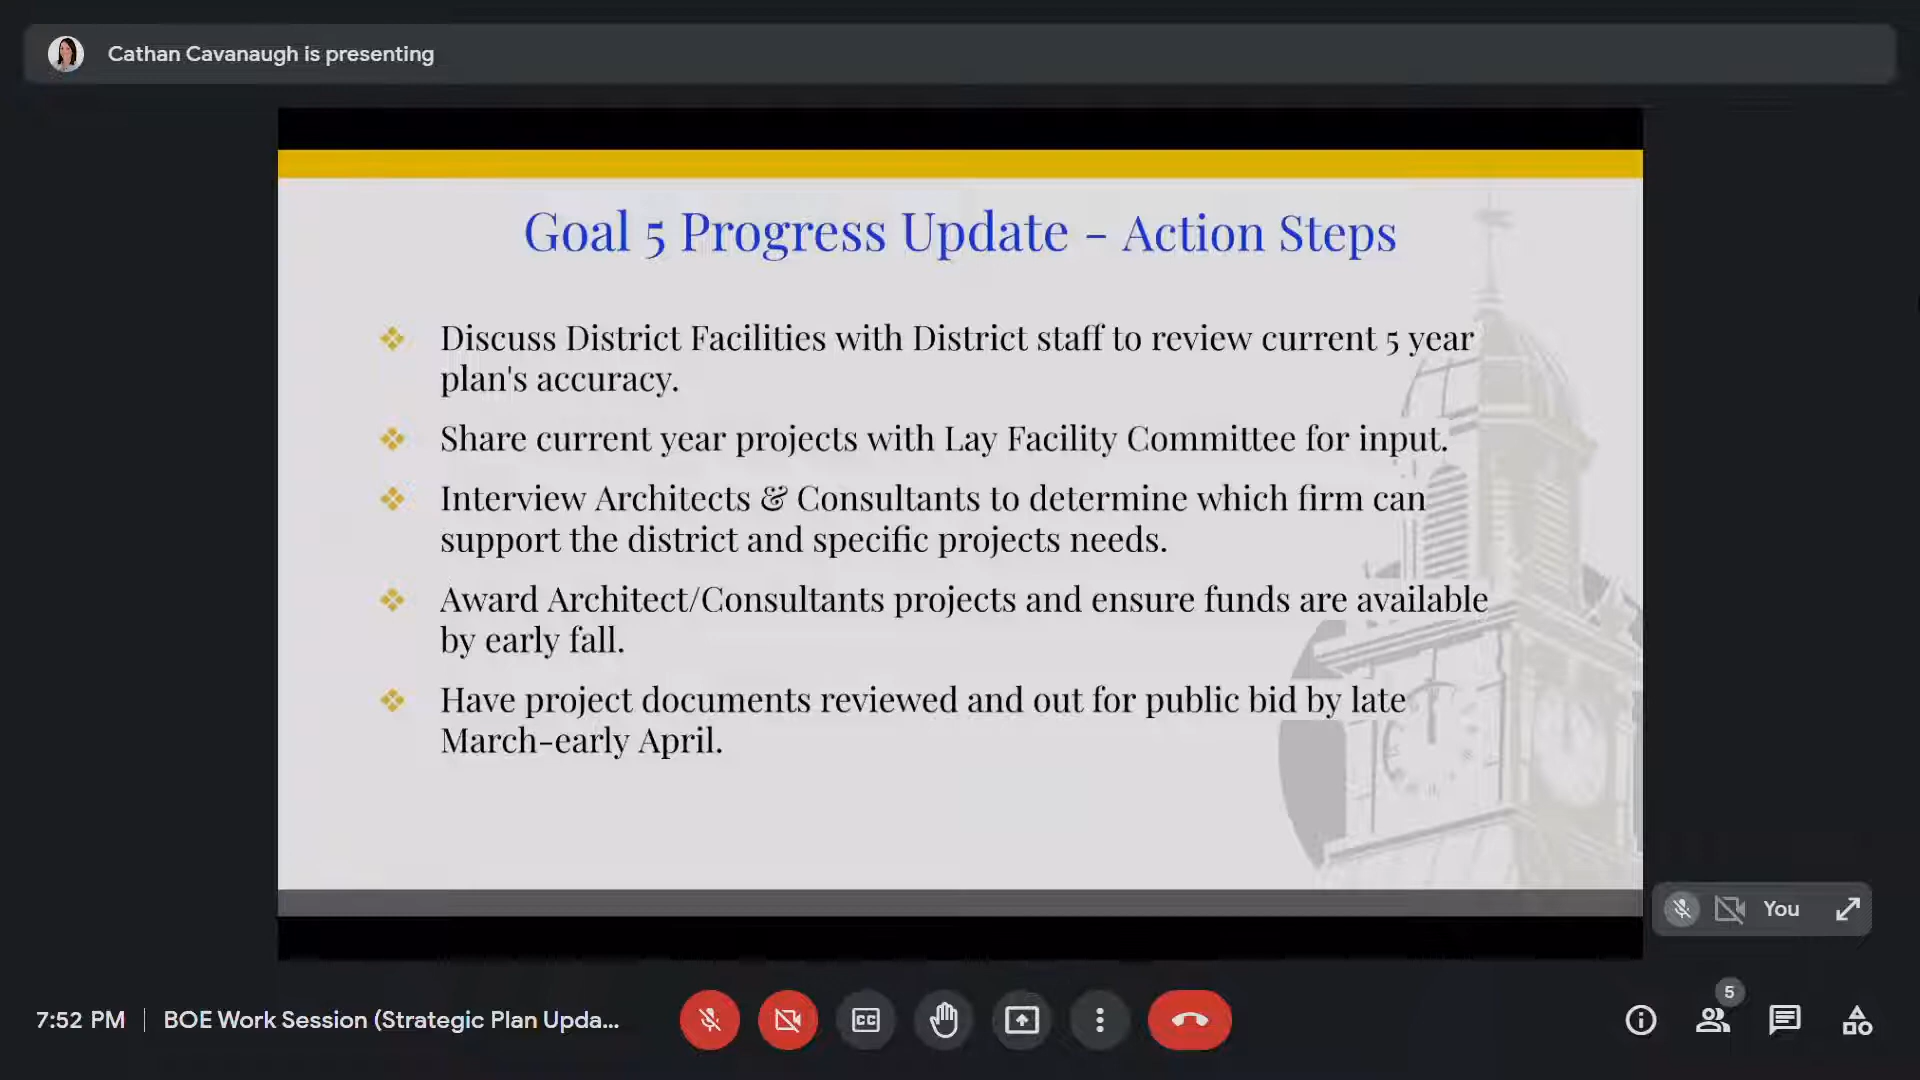 Cathan Cavanaugh is presenting
Goal 5 Progress Update - Action Steps
Discuss District Facilities with District staff to review current 5 year
plan's accuracy.
Share current year projects with Lay Facility Committee for input.
Interview Architects & Consultants to determine which firm can
support the district and specific projects needs.
Award Architect/Consultants projects and ensure funds are available
by early fall.
Have project documents reviewed and out for public bid by late
March-early April.
You
5
7:52 PM | BOE Work Session (Strategic Plan Upda...
CC